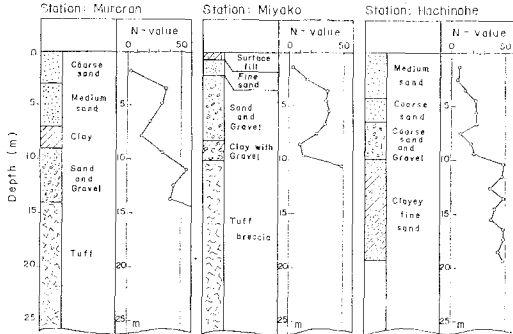 Station: Muroran
N-value
0 50
Depth (m)
0
5
10
15
20
25
Coarse sand
Medium sand
Clay
Sand and Gravel
Tuff
5
10
15
20
25 m
Station: Miyako
N-value
0 50
Surface fill
Fine sand
Sand and Gravel
Clay with Gravel
Tuff breccia
5
10
15
20
25 m
Station: Hachinohe
N-value
0 50
Medium sand
Coarse sand
Coarse sand and Gravel
Clayey fine sand
5
10
15
20
25 m